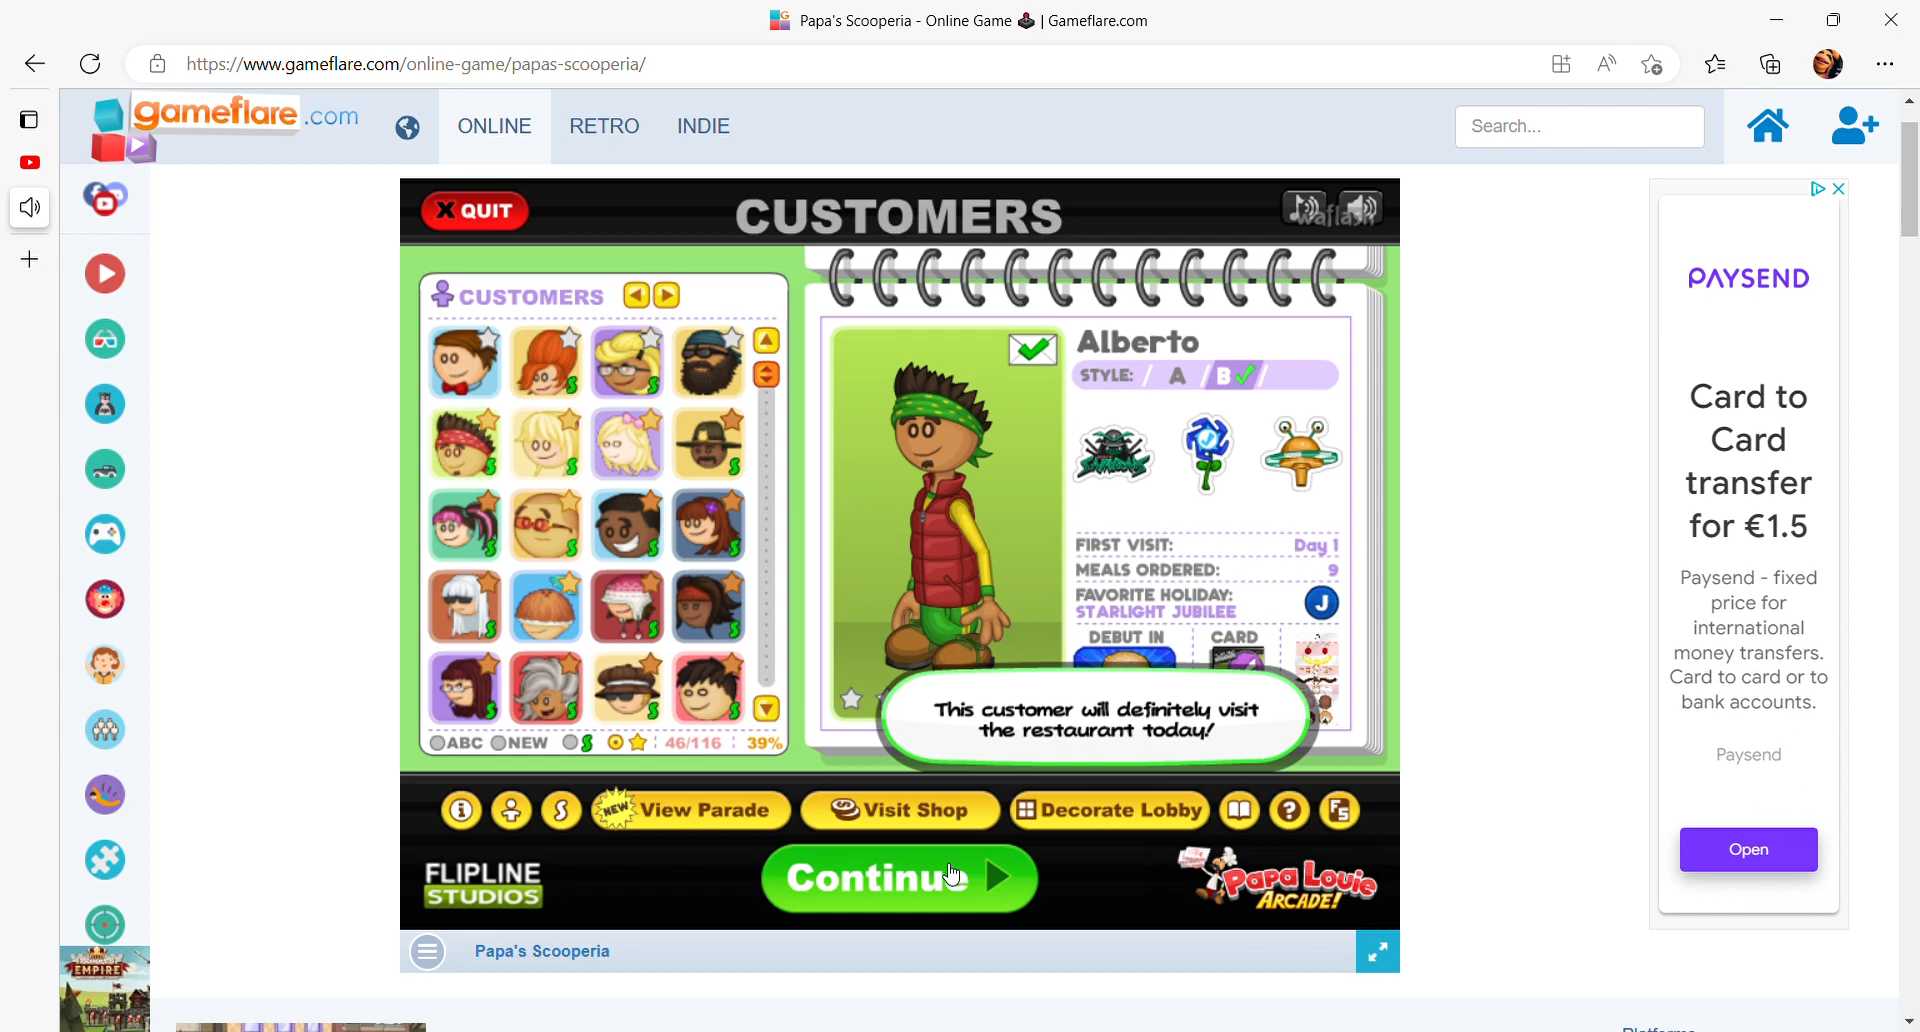 Papa's Scooperia - Online Game | Gameflare.com
https://www.gameflare.com/online-game/papas-scooperia/
gameflare.com
ONLINE
RETRO
INDIE
Search...
X QUIT
CUSTOMERS
CUSTOMERS
ABC
NEW
46/116
39%
Alberto
STYLE: / A / B /
SAMURAIS
J
FIRST VISIT: Day 1
MEALS ORDERED: 9
FAVORITE HOLIDAY:
STARLIGHT JUBILEE
J
DEBUT IN
CARD
This customer will definitely visit
the restaurant today!
NEW View Parade
Visit Shop
Decorate Lobby
FLIPLINE
STUDIOS
Continue
Papa Louie
ARCADE!
Papa's Scooperia
EMPIRE
PAYSEND
Card to
Card
transfer
for €1.5
Paysend - fixed
price for
international
money transfers.
Card to card or to
bank accounts.
Paysend
Open